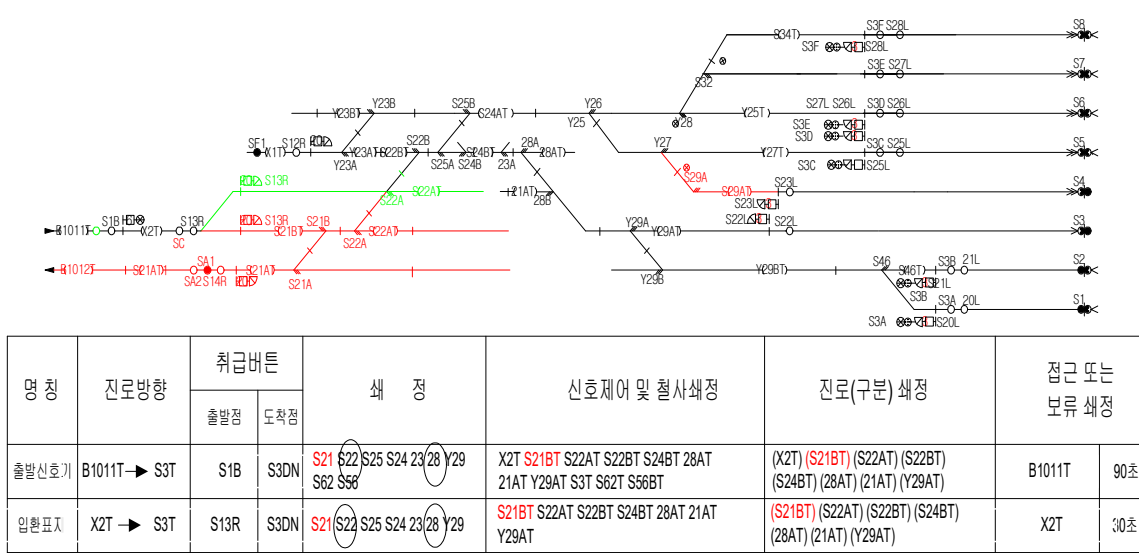 S34T
S3F S28L
S8
S3F S28L
S3E S27L
S7
S32
Y23BT
Y23B
S25B
S24AT
Y26
Y25
Y28
Y25T
S27L S26L
S3D S26L
S6
S3E
S3D
SF1
X1T
S12R
Y23A
Y23AT
S22BT
S22B
S25A
S24B
S24BT
23A
28A
28AT
Y27
Y27T
S3C S25L
S5
S3C S25L
S13R
S22A
S22AT
21AT
28B
S29A
S29AT
S23L
S4
S23L
S22L
B1011T
S1B
X2T
S13R
SC
S13R
S21BT
S21B
S22A
S22AT
Y29A
Y29AT
S22L
S3
B1012T
S21AT
SA1
SA2 S14R
S21AT
S21A
Y29B
Y29BT
S46
S46T
S3B 21L
S2
S3B S21L
S3A 20L
S1
S3A S20L
명 칭 진로방향 취급버튼 쇄 정 신호제어 및 철사쇄정 진로(구분) 쇄정 접근 또는
보류 쇄정
출발점 도착점
출발신호기 B1011T S3T S1B S3DN S21 S22 S25 S24 23 28 Y29
S62 S56
X2T S21BT S22AT S22BT S24BT 28AT
21AT Y29AT S3T S62T S56BT
(X2T) (S21BT) (S22AT) (S22BT)
(S24BT) (28AT) (21AT) (Y29AT)
B1011T 90초
입환표지 X2T S3T S13R S3DN S21 S22 S25 S24 23 28 Y29
S21BT S22AT S22BT S24BT 28AT 21AT
Y29AT
(S21BT) (S22AT) (S22BT) (S24BT)
(28AT) (21AT) (Y29AT)
X2T 30초